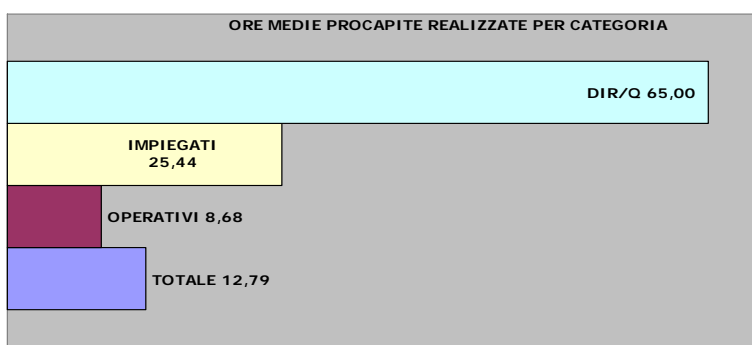 ORE MEDIE PROCAPITE REALIZZATE PER CATEGORIA
DIR/Q 65,00
IMPIEGATI
25,44
OPERATIVI 8,68
TOTALE 12,79